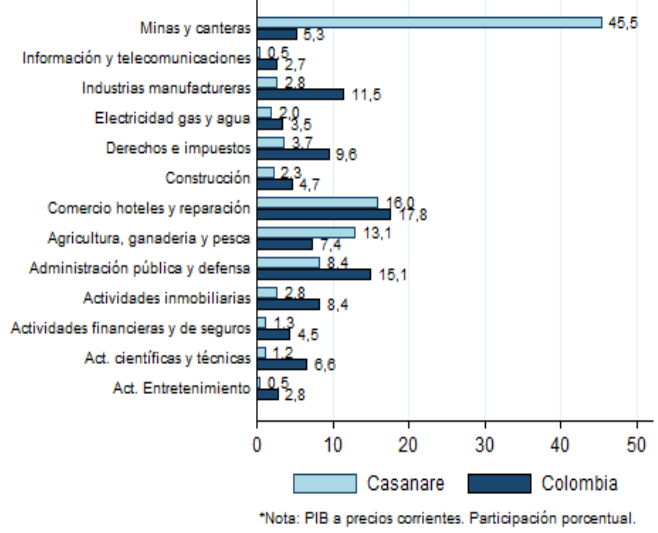 Minas y canteras 45,5
5,3
Información y telecomunicaciones 0,5
2,7
Industrias manufactureras 2,8
11,5
Electricidad gas y agua 2,0
3,5
Derechos e impuestos 3,7
9,6
Construcción 2,3
4,7
Comercio hoteles y reparación 16,0
17,8
Agricultura, ganaderia y pesca 13,1
7,4
Administración pública y defensa 8,4
15,1
Actividades inmobiliarias 2,8
8,4
Actividades financieras y de seguros 1,3
4,5
Act. científicas y técnicas 1,2
6,6
Act. Entretenimiento 0,5
2,8
0 10 20 30 40 50
Casanare Colombia
*Nota: PIB a precios corrientes. Participación porcentual.